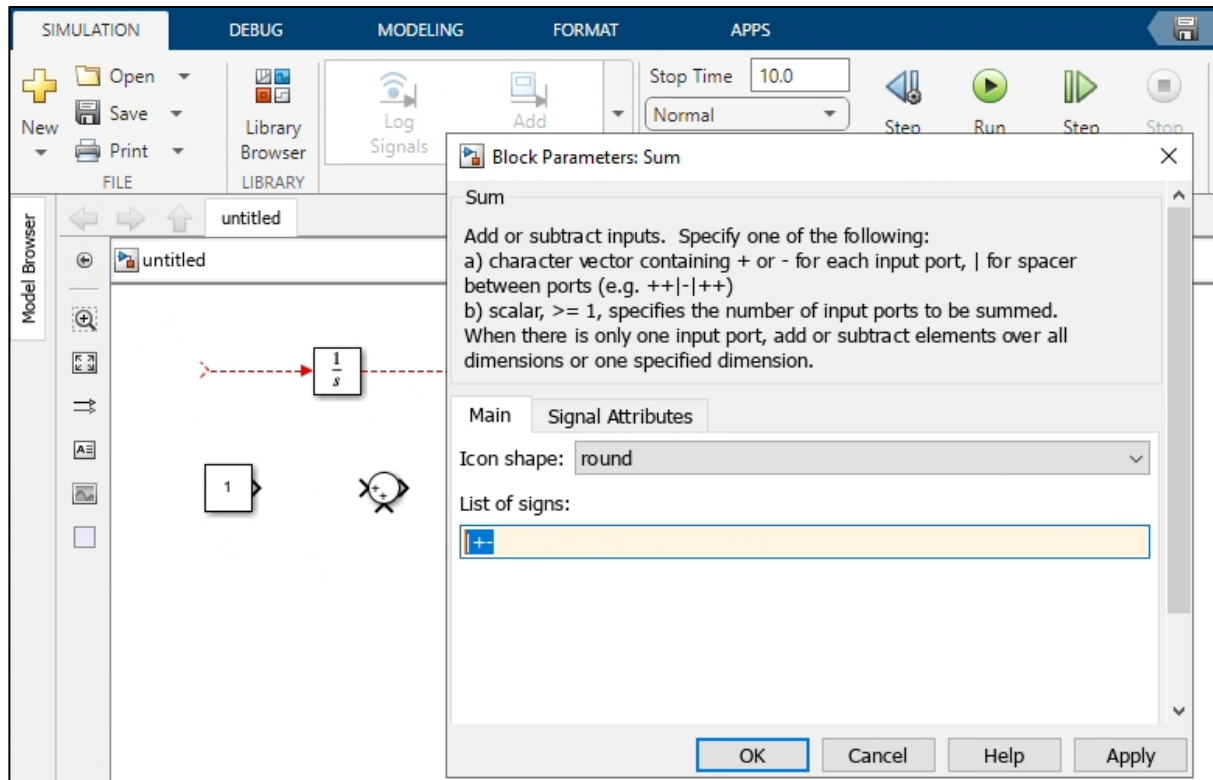 SIMULATION DEBUG MODELING FORMAT APPS
New
Open
Save
Print
FILE
Library
Browser
LIBRARY
Log
Signals
Add
Stop Time 10.0
Normal
Step Run Step Stop
Model Browser
untitled
untitled
1
s
1
+
+
Block Parameters: Sum
Sum
Add or subtract inputs. Specify one of the following:
a) character vector containing + or - for each input port, | for spacer
between ports (e.g. ++|-|++)
b) scalar, >= 1, specifies the number of input ports to be summed.
When there is only one input port, add or subtract elements over all
dimensions or one specified dimension.
Main Signal Attributes
Icon shape: round
List of signs:
|+-
OK Cancel Help Apply